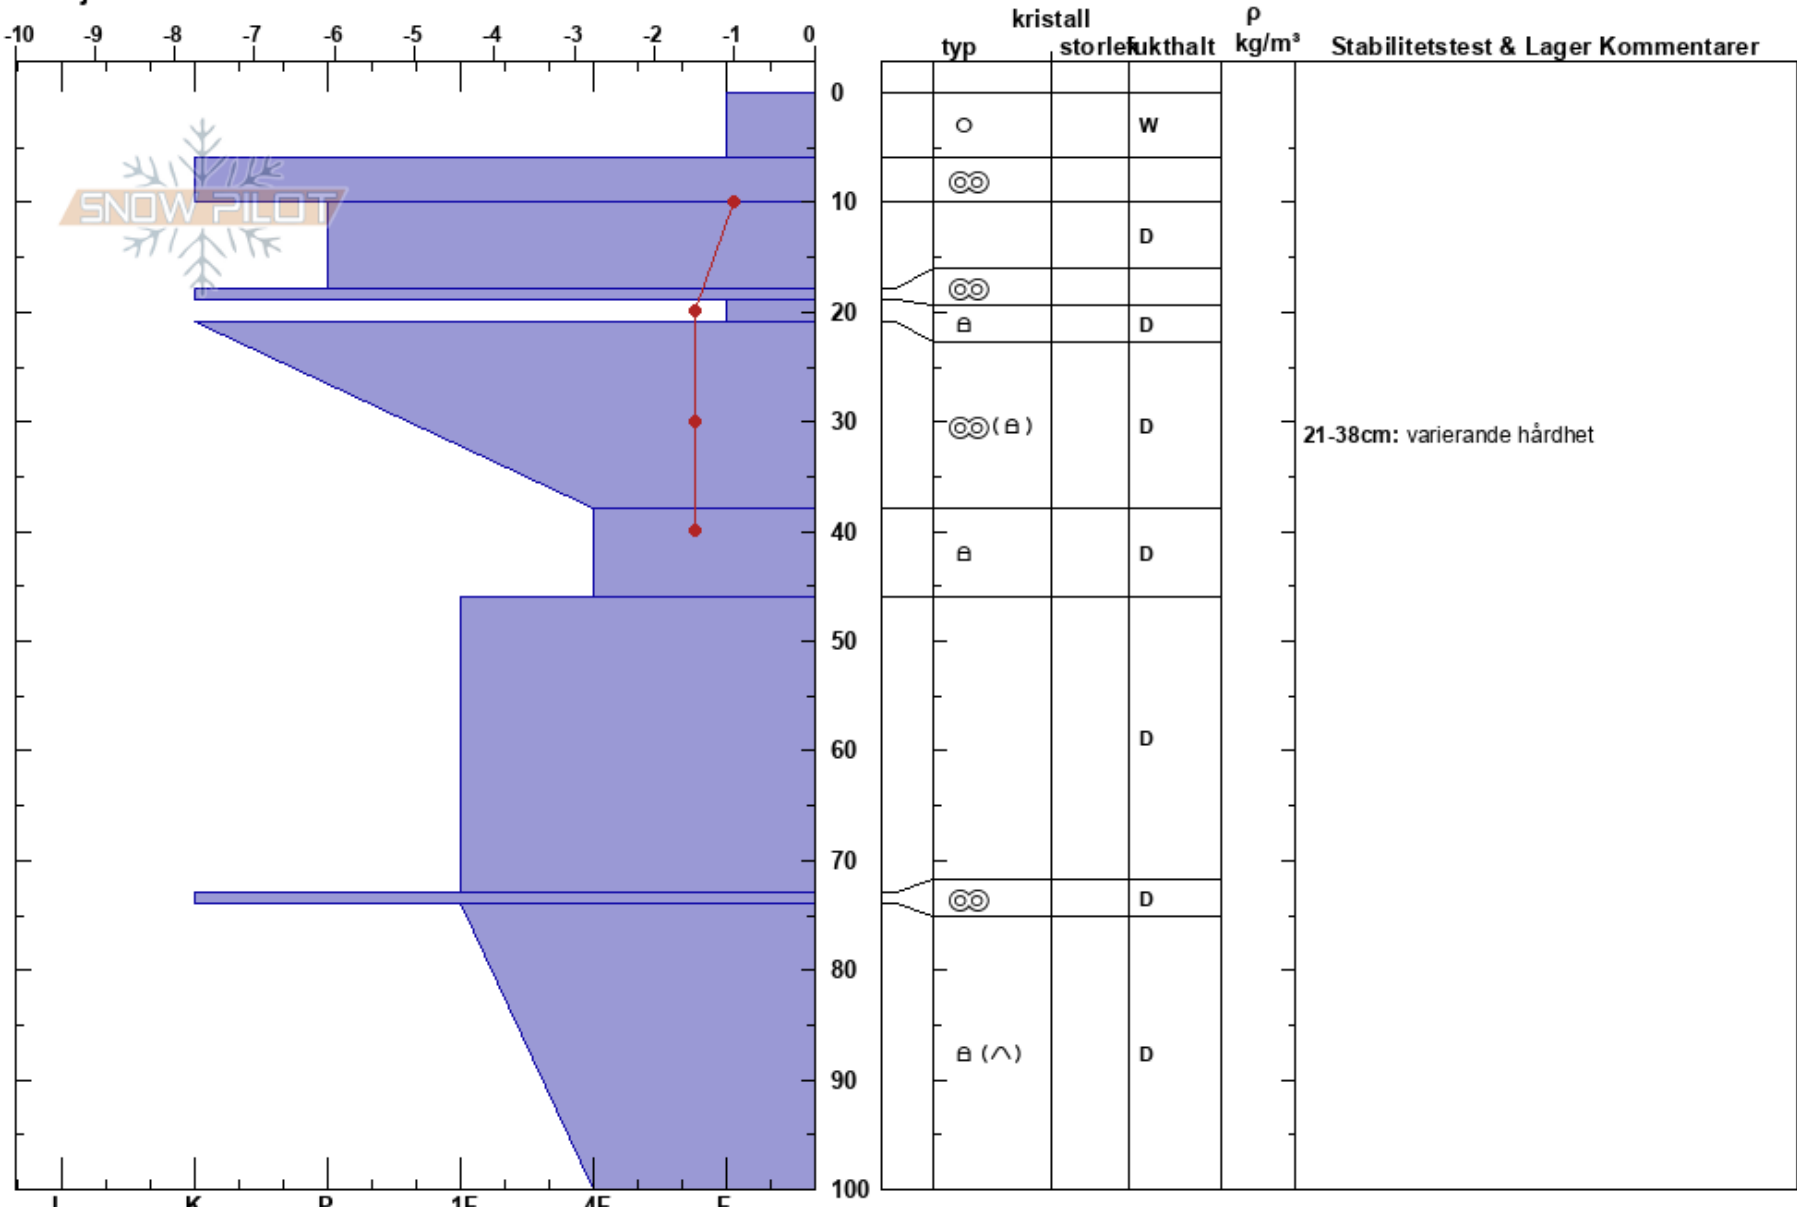 kristall ρ
-10 -9 -8 -7 -6 -5 -4 -3 -2 -1 0 typ storlek fukthalt kg/m³ Stabilitetstest & Lager Kommentarer
0
W
10
SNOW PILOT
D
20
D
30
D
21-38cm: varierande hårdhet
40
D
50
60
D
70
D
80
90
D
100
K 1F 4F F